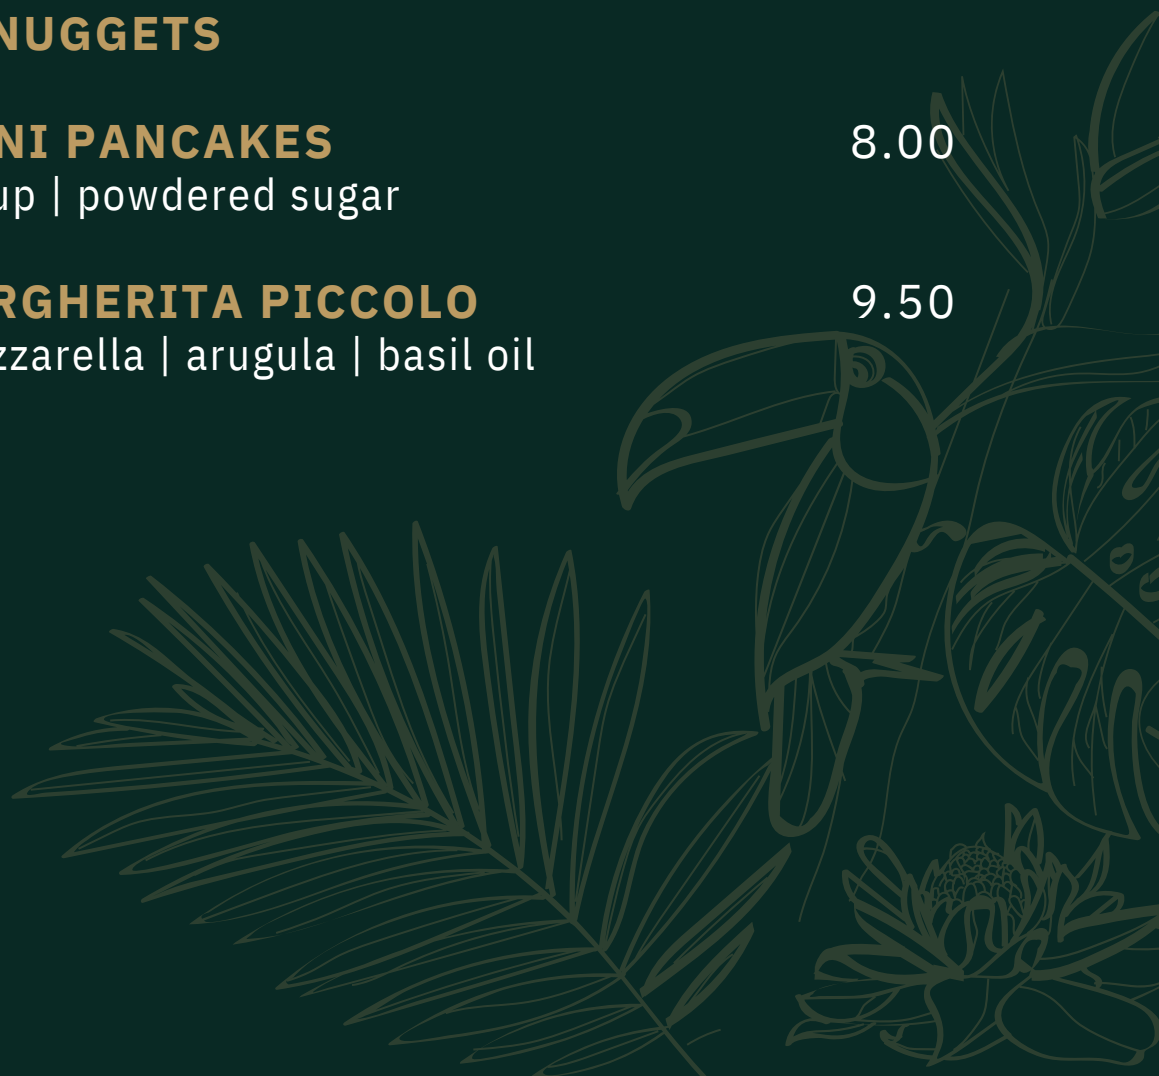 NUGGETS
NI PANCAKES 8.00
up | powdered sugar
RGHERITA PICCOLO 9.50
zzarella | arugula | basil oil